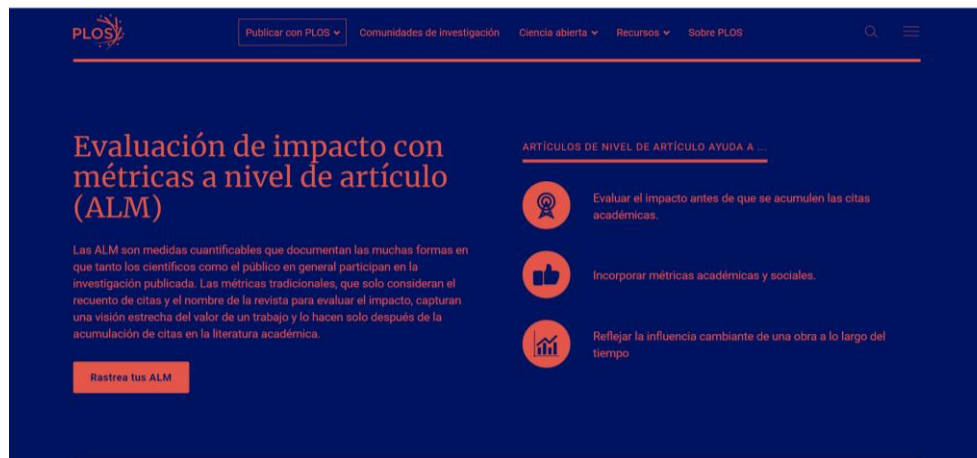 PLOS
Publicar con PLOS
Comunidades de investigación
Ciencia abierta
Recursos
Sobre PLOS
Evaluación de impacto con
métricas a nivel de artículo
(ALM)
Las ALM son medidas cuantificables que documentan las muchas formas en
que tanto los científicos como el público en general participan en la
investigación publicada. Las métricas tradicionales, que solo consideran el
recuento de citas y el nombre de la revista para evaluar el impacto, capturan
una visión estrecha del valor de un trabajo y lo hacen solo después de la
acumulación de citas en la literatura académica.
Rastrea tus ALM
ARTÍCULOS DE NIVEL DE ARTÍCULO AYUDA A ...
Evaluar el impacto antes de que se acumulen las citas
académicas.
Incorporar métricas académicas y sociales.
Reflejar la influencia cambiante de una obra a lo largo del
tiempo